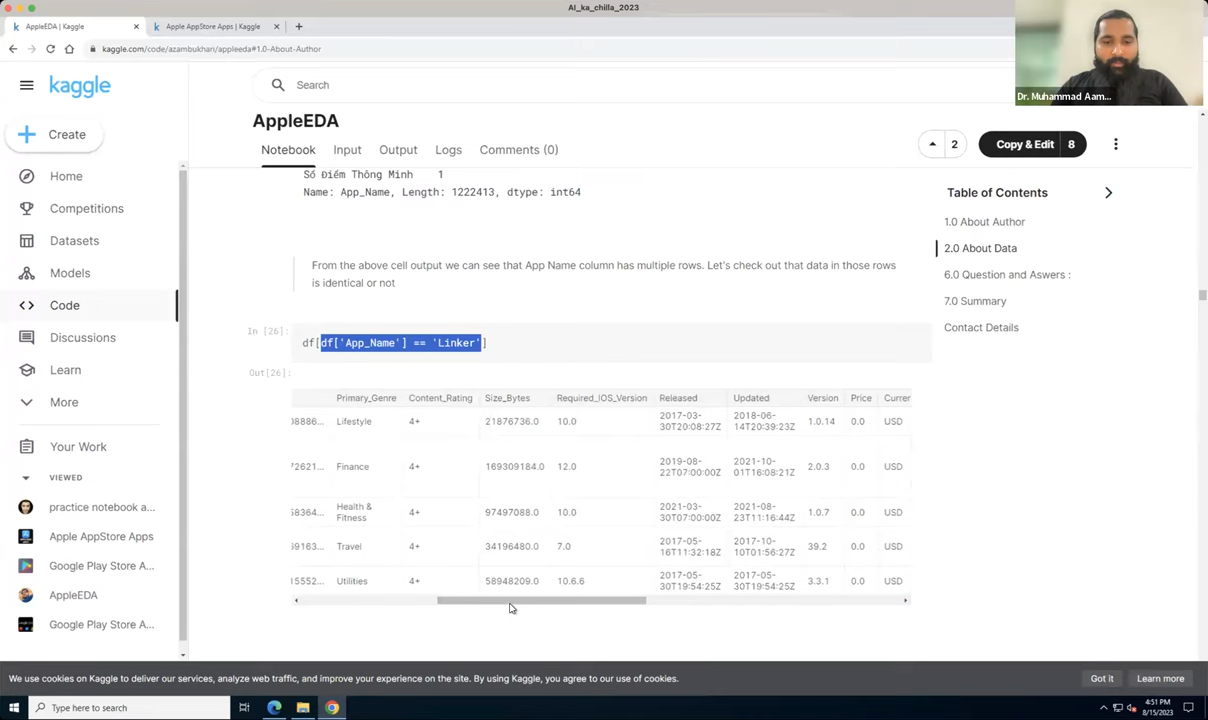 AI_ka_chilla_2023
AppleEDA | Kaggle
Apple AppStore Apps | Kaggle
kaggle.com/code/azambukhari/appleeda#1.0-About-Author
Dr. Muhammad Aam...
kaggle
Search
Create
AppleEDA
Notebook Input Output Logs Comments (0)
2
Copy & Edit 8
Home
Competitions
Datasets
Models
Code
Discussions
Learn
More
Your Work
VIEWED
practice notebook a...
Apple AppStore Apps
Google Play Store A...
AppleEDA
Google Play Store A...
Số Điểm Thông Minh 1
Name: App_Name, Length: 1222413, dtype: int64
From the above cell output we can see that App Name column has multiple rows. Let's check out that data in those rows
is identical or not
In [26]:
df[df['App_Name'] == 'Linker']
Out[26]:
Primary_Genre Content_Rating Size_Bytes Required_IOS_Version Released Updated Version Price Curren
08886... Lifestyle 4+ 21876736.0 10.0 2017-03-30T20:08:27Z 2018-06-14T20:39:23Z 1.0.14 0.0 USD
72621... Finance 4+ 169309184.0 12.0 2019-08-22T07:00:00Z 2021-10-01T16:08:21Z 2.0.3 0.0 USD
58364... Health & Fitness 4+ 97497088.0 10.0 2021-03-30T07:00:00Z 2021-08-23T11:16:44Z 1.0.7 0.0 USD
69163... Travel 4+ 34196480.0 7.0 2017-05-16T11:32:18Z 2017-10-10T01:56:27Z 39.2 0.0 USD
15552... Utilities 4+ 58948209.0 10.6.6 2017-05-30T19:54:25Z 2017-05-30T19:54:25Z 3.3.1 0.0 USD
Table of Contents
1.0 About Author
2.0 About Data
6.0 Question and Aswers :
7.0 Summary
Contact Details
We use cookies on Kaggle to deliver our services, analyze web traffic, and improve your experience on the site. By using Kaggle, you agree to our use of cookies.
Got it
Learn more
Type here to search
4:51 PM
8/15/2023